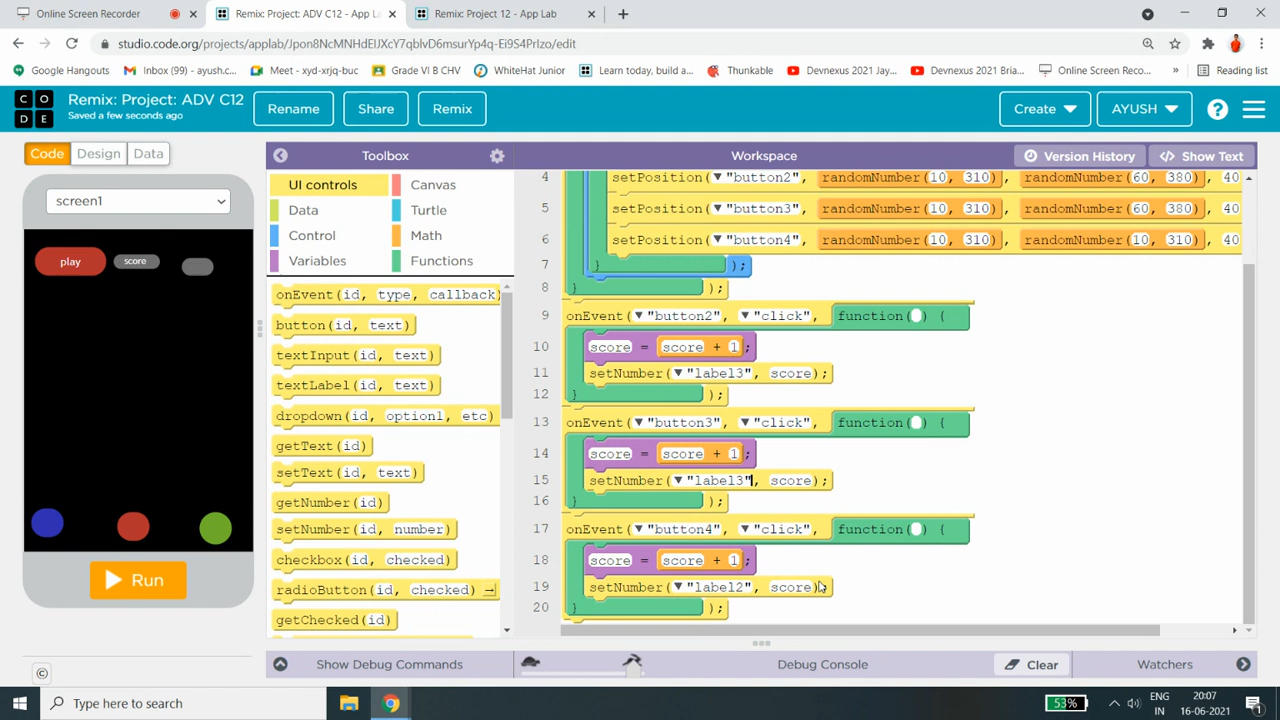 Online Screen Recorder
Remix: Project: ADV C12 - App La
Remix: Project 12 - App Lab
studio.code.org/projects/applab/Jpon8NcMNHdEIJXcY7qblvD6msurYp4q-Ei9S4PrIzo/edit
Google Hangouts
Inbox (99) - ayush.c...
Meet - xyd-xrjq-buc
Grade VI B CHV
WhiteHat Junior
Learn today, build a...
Thunkable
Devnexus 2021 Jay...
Devnexus 2021 Bria...
Online Screen Reco...
»
Reading list
CODE
Remix: Project: ADV C12
Saved a few seconds ago
Rename
Share
Remix
Create
AYUSH
?
Code
Design
Data
Toolbox
Workspace
Version History
</> Show Text
screen1
play
score
Run
UI controls
Canvas
Data
Turtle
Control
Math
Variables
Functions
onEvent(id, type, callback)
button(id, text)
textInput(id, text)
textLabel(id, text)
dropdown(id, option1, etc)
getText(id)
setText(id, text)
getNumber(id)
setNumber(id, number)
checkbox(id, checked)
radioButton(id, checked)
getChecked(id)
4 setPosition("button2", randomNumber(10, 310), randomNumber(60, 380), 40
5 setPosition("button3", randomNumber(10, 310), randomNumber(60, 380), 40
6 setPosition("button4", randomNumber(10, 310), randomNumber(10, 310), 40
7 } );
8 } );
9 onEvent("button2", "click", function() {
10 score = score + 1;
11 setNumber("label3", score);
12 } );
13 onEvent("button3", "click", function() {
14 score = score + 1;
15 setNumber("label3", score);
16 } );
17 onEvent("button4", "click", function() {
18 score = score + 1;
19 setNumber("label2", score);
20 } );
©
Show Debug Commands
Debug Console
Clear
Watchers
Type here to search
53%
ENG
IN
20:07
16-06-2021
1